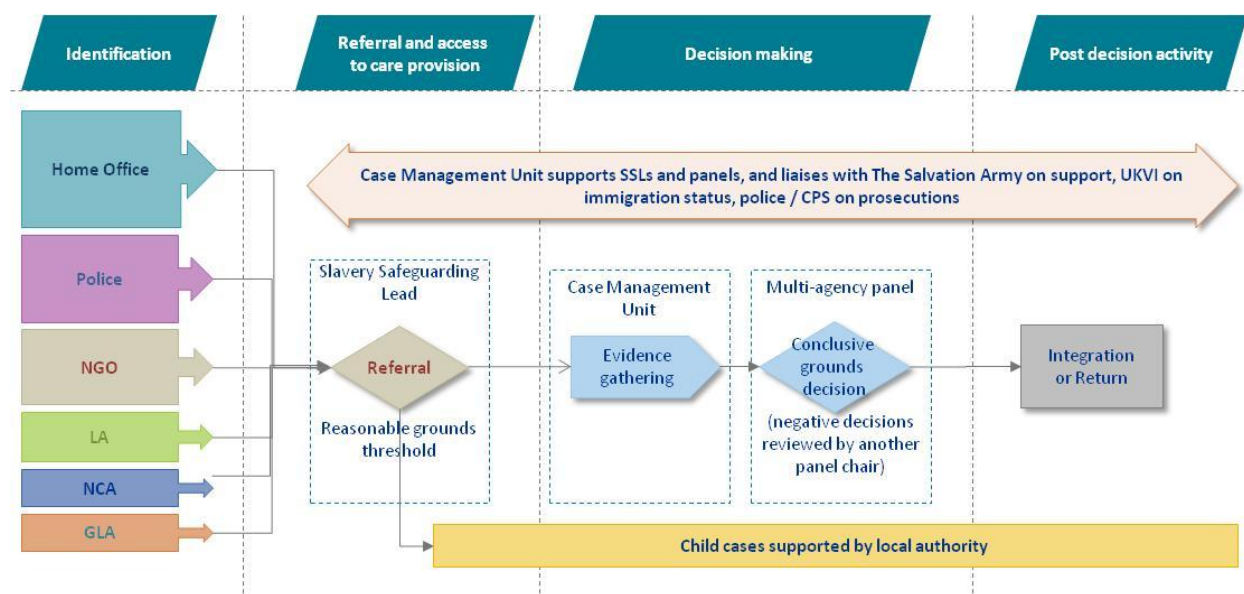 Identification
Referral and access
to care provision
Decision making
Post decision activity
Home Office
Case Management Unit supports SSLs and panels, and liaises with The Salvation Army on support, UKVI on
immigration status, police / CPS on prosecutions
Police
Slavery Safeguarding
Lead
Case Management
Unit
Multi-agency panel
NGO
Referral
Evidence
gathering
Conclusive
grounds
decision
Integration
or Return
LA
Reasonable grounds
threshold
(negative decisions
reviewed by another
panel chair)
NCA
GLA
Child cases supported by local authority